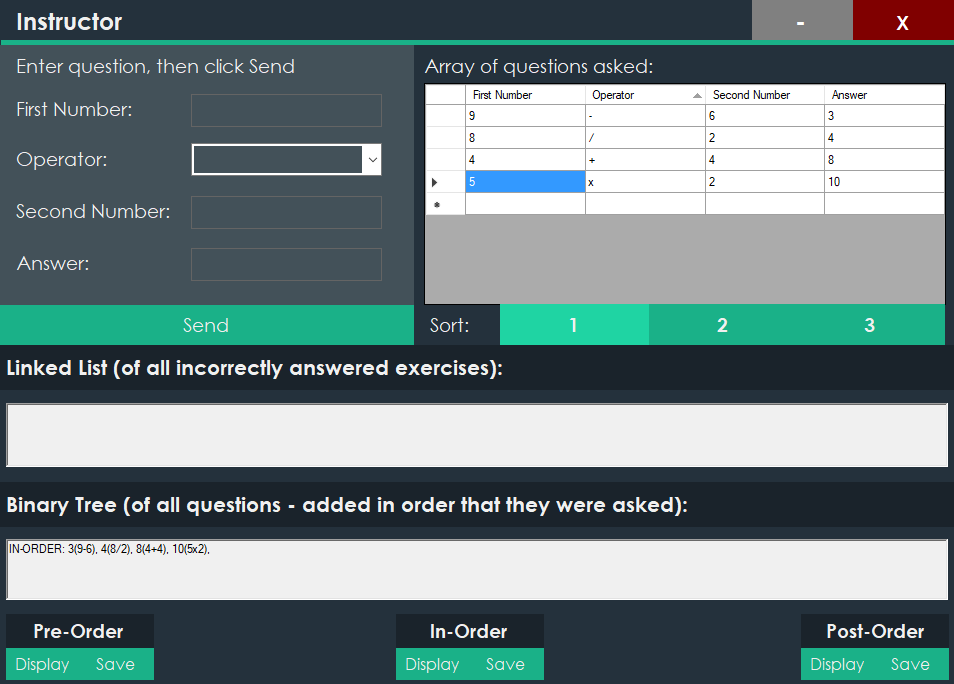 Instructor
-
X
Enter question, then click Send
First Number:
Operator:
Second Number:
Answer:
Send
Array of questions asked:
First Number Operator Second Number Answer
9 - 6 3
8 / 2 4
4 + 4 8
5 x 2 10
Sort: 1 2 3
Linked List (of all incorrectly answered exercises):
Binary Tree (of all questions - added in order that they were asked):
IN-ORDER: 3(9-6), 4(8/2), 8(4+4), 10(5x2),
Pre-Order In-Order Post-Order
Display Save Display Save Display Save